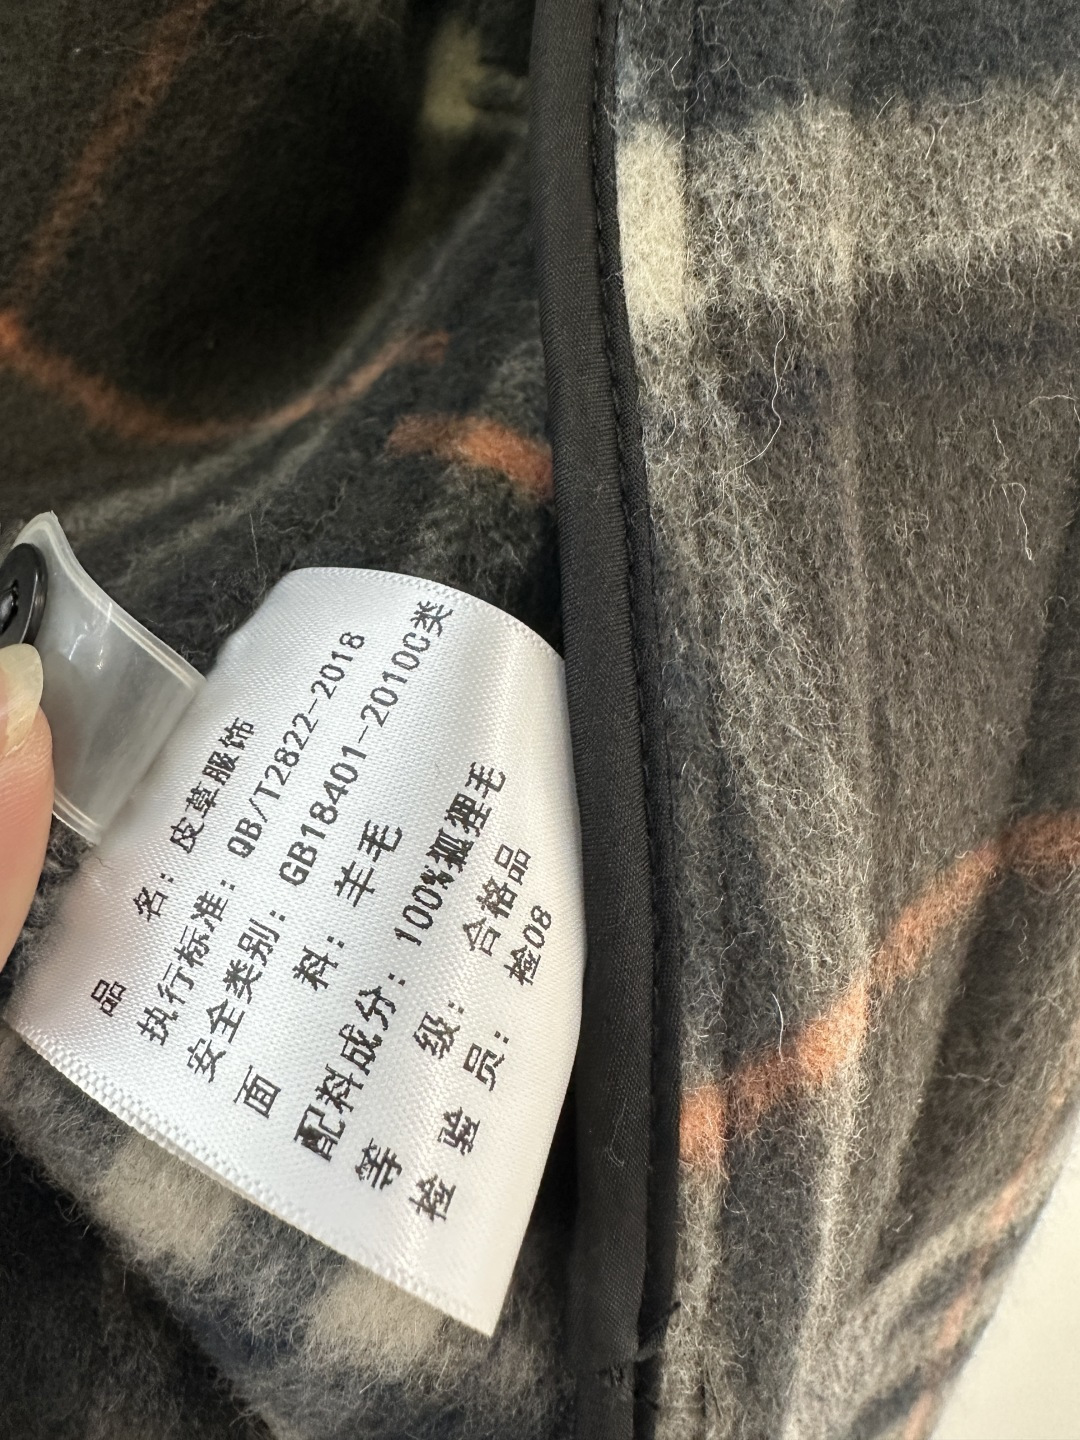 品 名: 皮草服饰
执行标准: QB/T2822-2018
安全类别: GB18401-2010C类
面 料: 羊毛
配料成分: 100%狐狸毛
等 级: 合格品
检 验 员: 检08